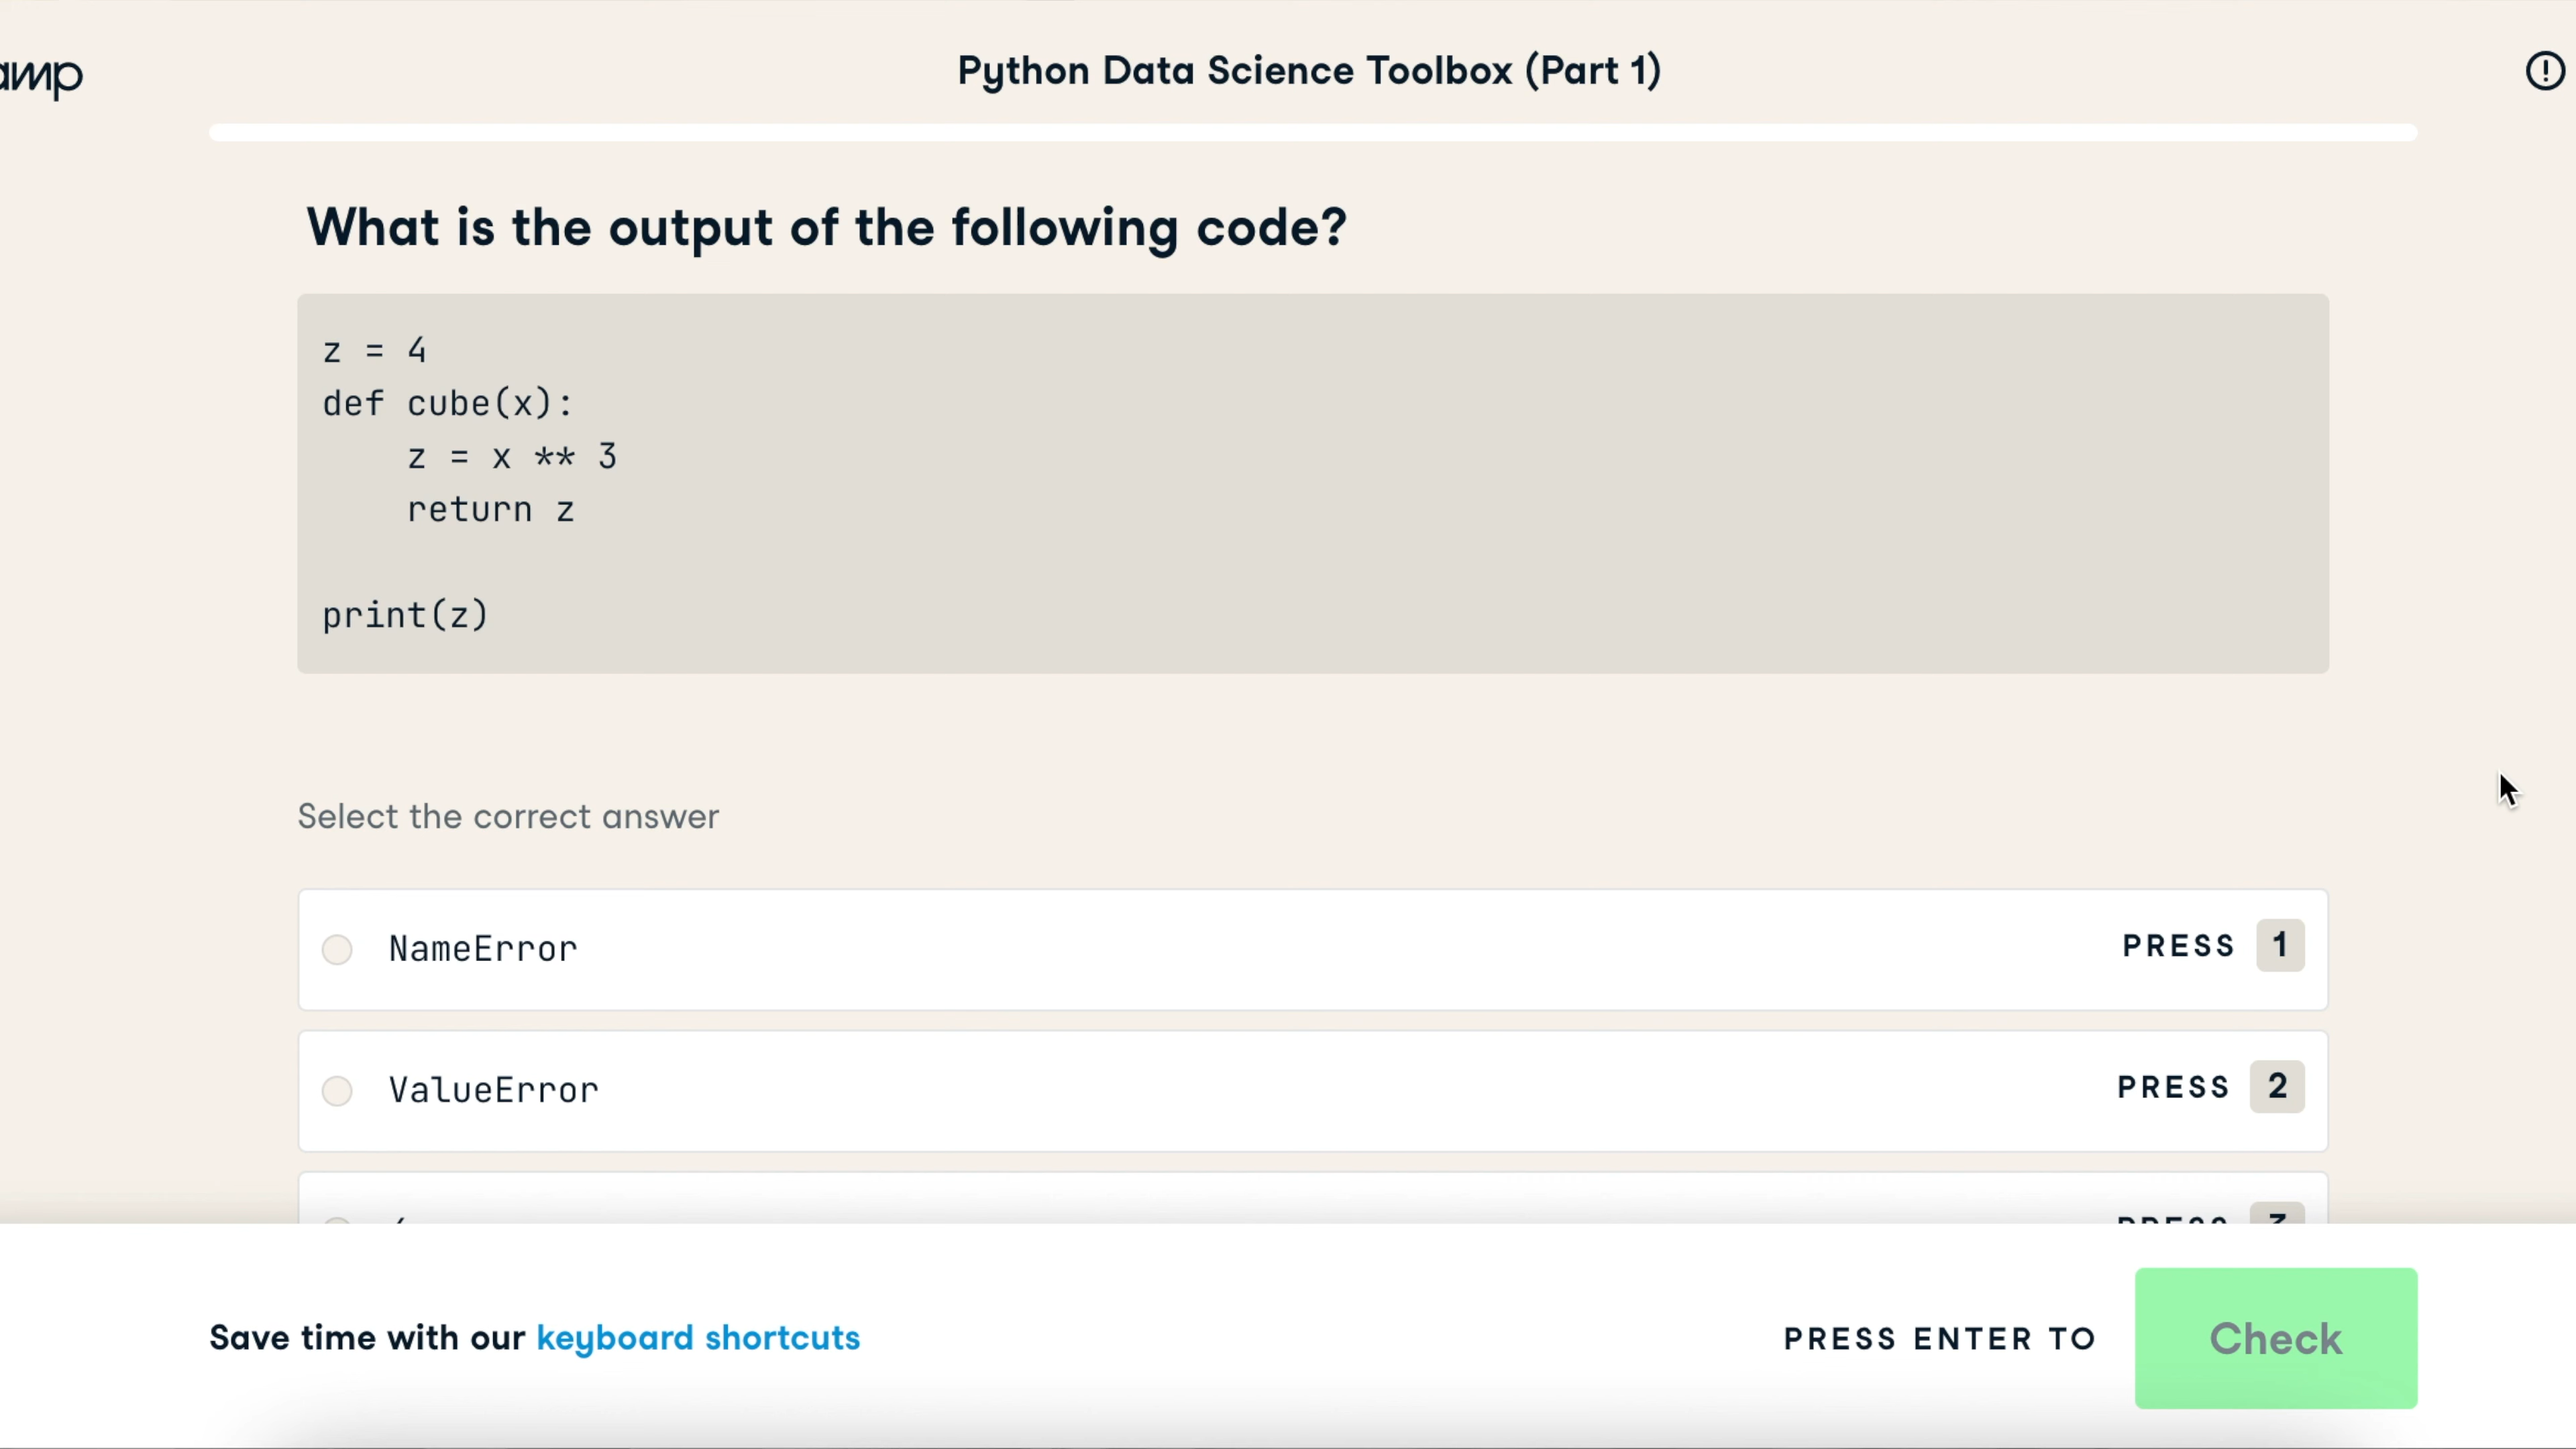 amp
Python Data Science Toolbox (Part 1)
What is the output of the following code?
z = 4
def cube(x):
    z = x ** 3
    return z
print(z)
Select the correct answer
NameError
PRESS 1
ValueError
PRESS 2
Save time with our keyboard shortcuts
PRESS ENTER TO
Check